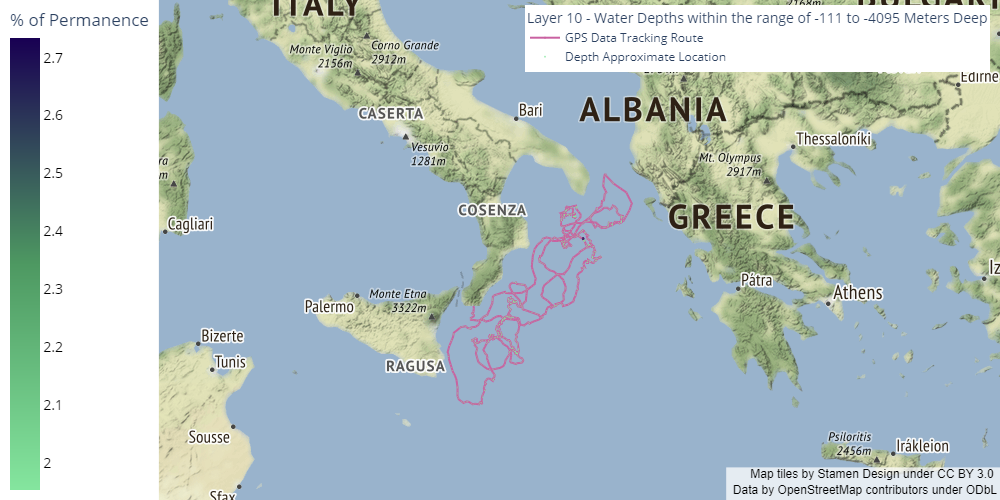 % of Permanence
2.7
2.6
2.5
2.4
2.3
2.2
2.1
2
Layer 10 - Water Depths within the range of -111 to -4095 Meters Deep
GPS Data Tracking Route
Depth Approximate Location
ITALY
2168m
Monte Viglio
2156m
Corno Grande
2912m
CASERTA
Bari
ALBANIA
Edirne
Vesuvio
1281m
Thessaloníki
Mt. Olympus
2917m
ra
m
Cagliari
COSENZA
GREECE
Iz
Palermo
Monte Etna
3322m
Pátra
Athens
Bizerte
Tunis
RAGUSA
Sousse
Sfax
Psiloritis
2456m
Irákleion
Map tiles by Stamen Design under CC BY 3.0
Data by OpenStreetMap contributors under ODbL